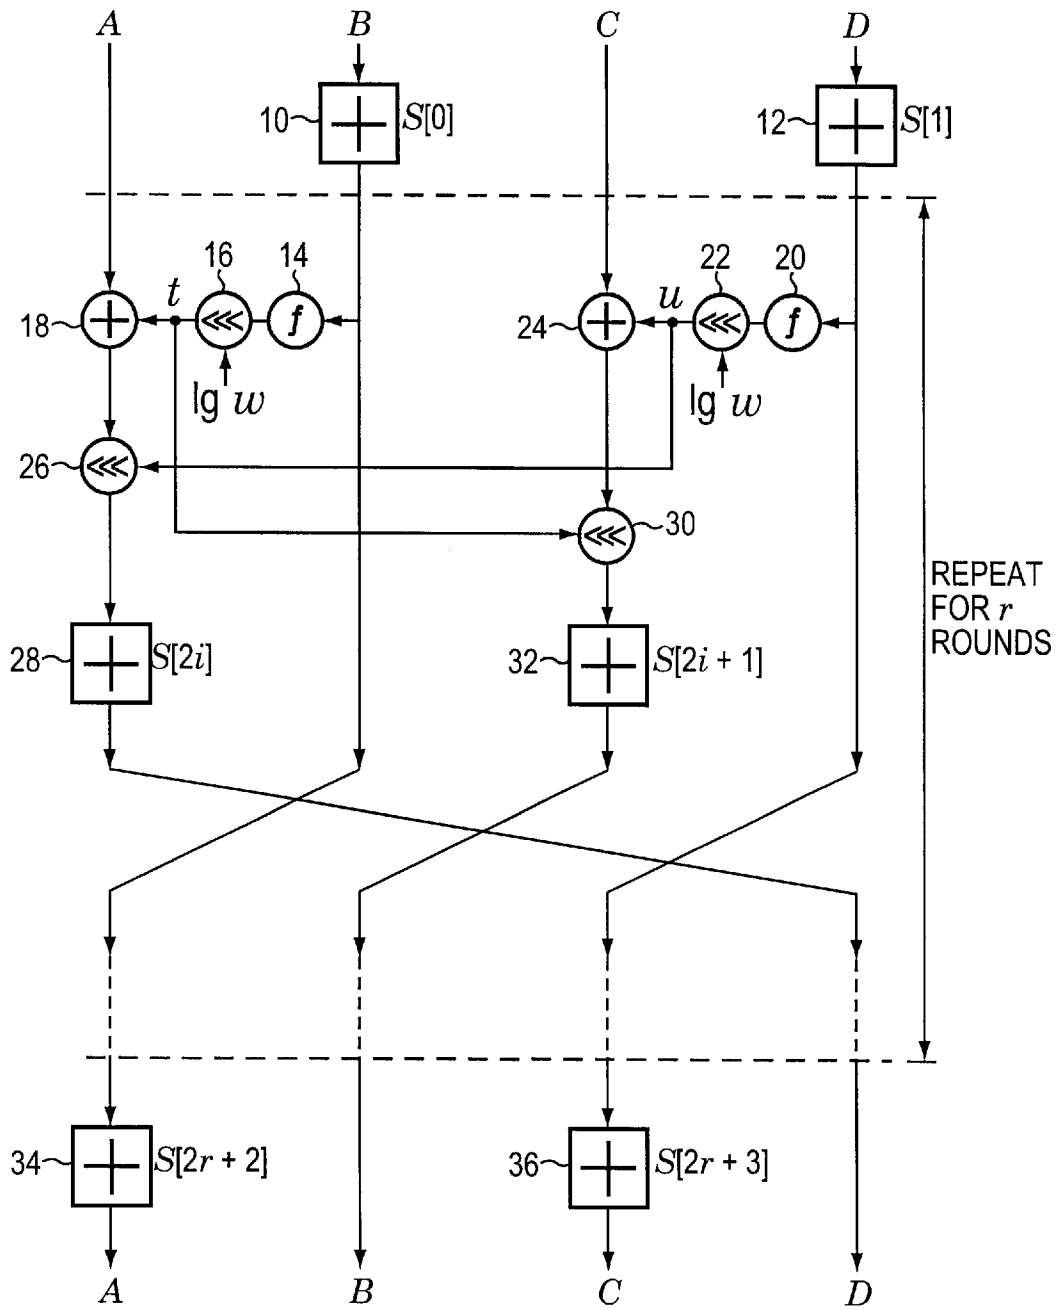 A B C D
10 S[0] 12 S[1]
16 14 22 20
t f u f
18 24
lg w lg w
26
30
REPEAT
FOR r
ROUNDS
28 S[2i] 32 S[2i + 1]
34 S[2r + 2] 36 S[2r + 3]
A B C D